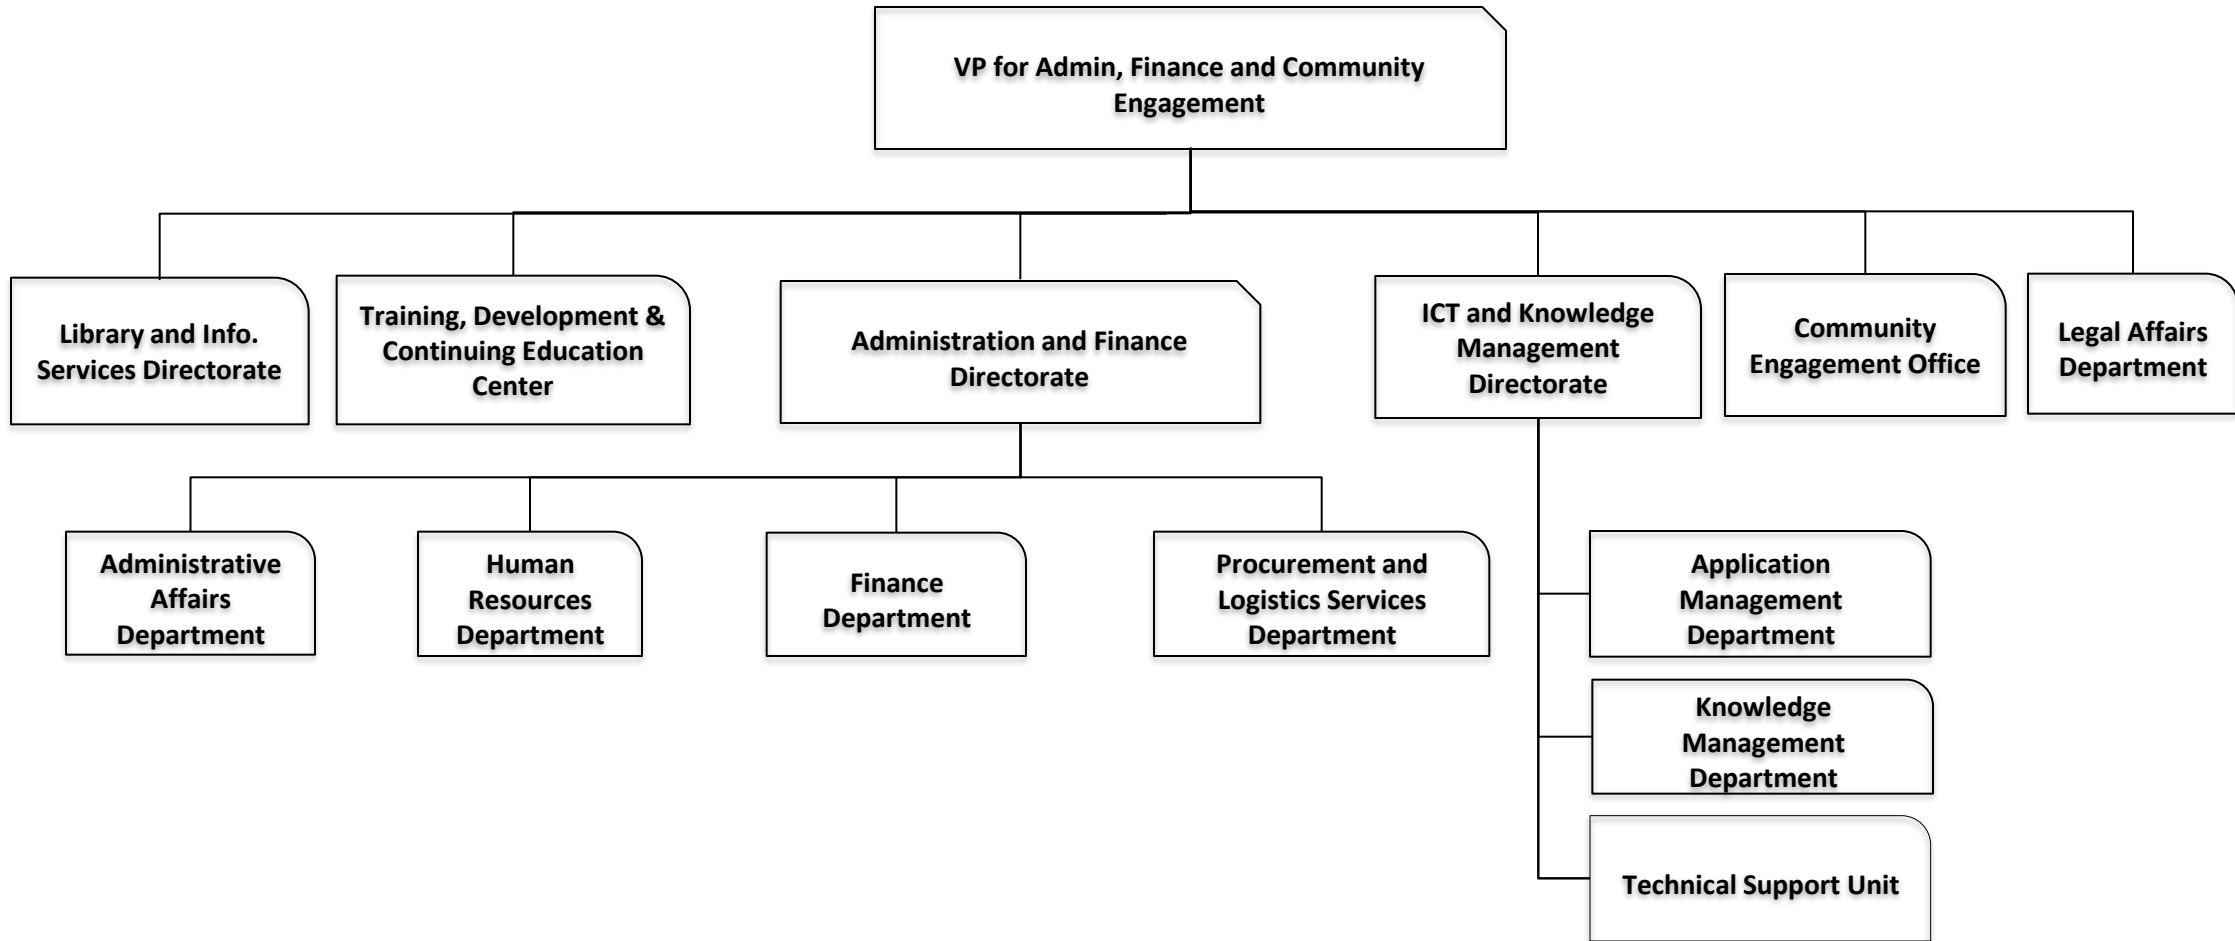 VP for Admin, Finance and Community
Engagement
Library and Info.
Services Directorate
Training, Development &
Continuing Education
Center
Administration and Finance
Directorate
ICT and Knowledge
Management
Directorate
Community
Engagement Office
Legal Affairs
Department
Administrative
Affairs
Department
Human
Resources
Department
Finance
Department
Procurement and
Logistics Services
Department
Application
Management
Department
Knowledge
Management
Department
Technical Support Unit